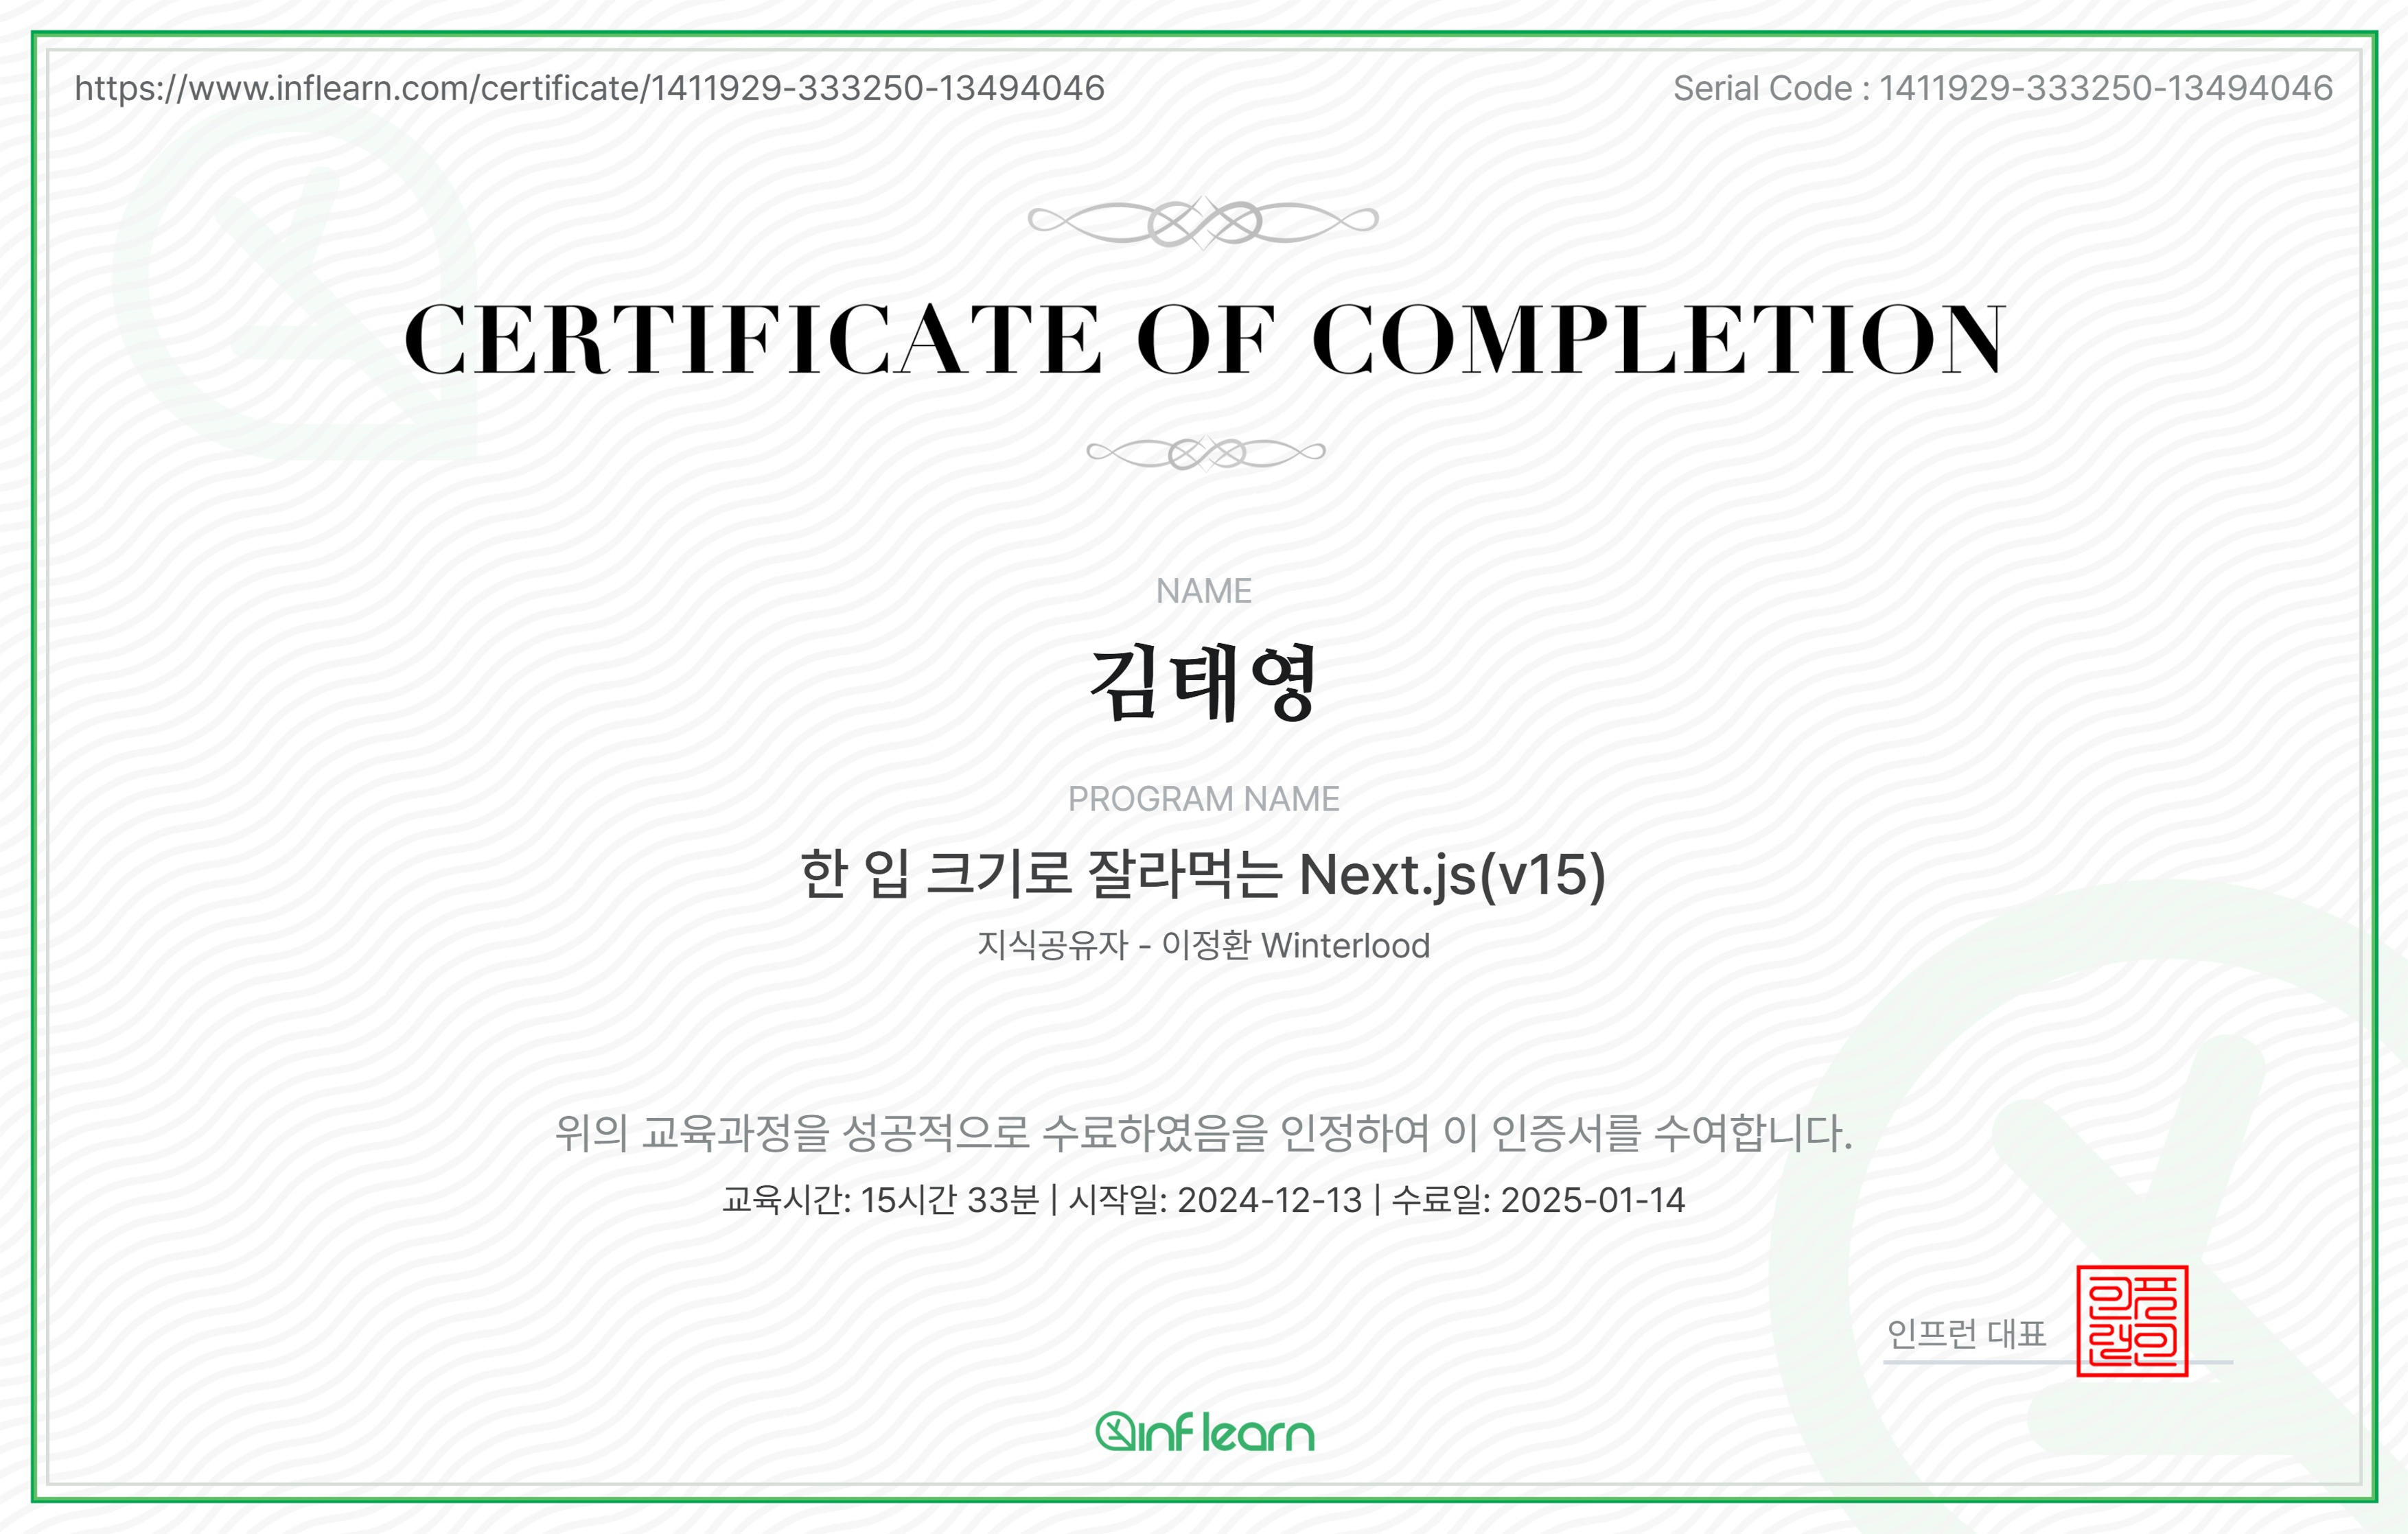 https://www.inflearn.com/certificate/1411929-333250-13494046
Serial Code : 1411929-333250-13494046
CERTIFICATE OF COMPLETION
NAME
김태영
PROGRAM NAME
한 입 크기로 잘라먹는 Next.js(v15)
지식공유자 - 이정환 Winterlood
위의 교육과정을 성공적으로 수료하였음을 인정하여 이 인증서를 수여합니다.
교육시간: 15시간 33분 | 시작일: 2024-12-13 | 수료일: 2025-01-14
인프런 대표
인프런인
inflearn